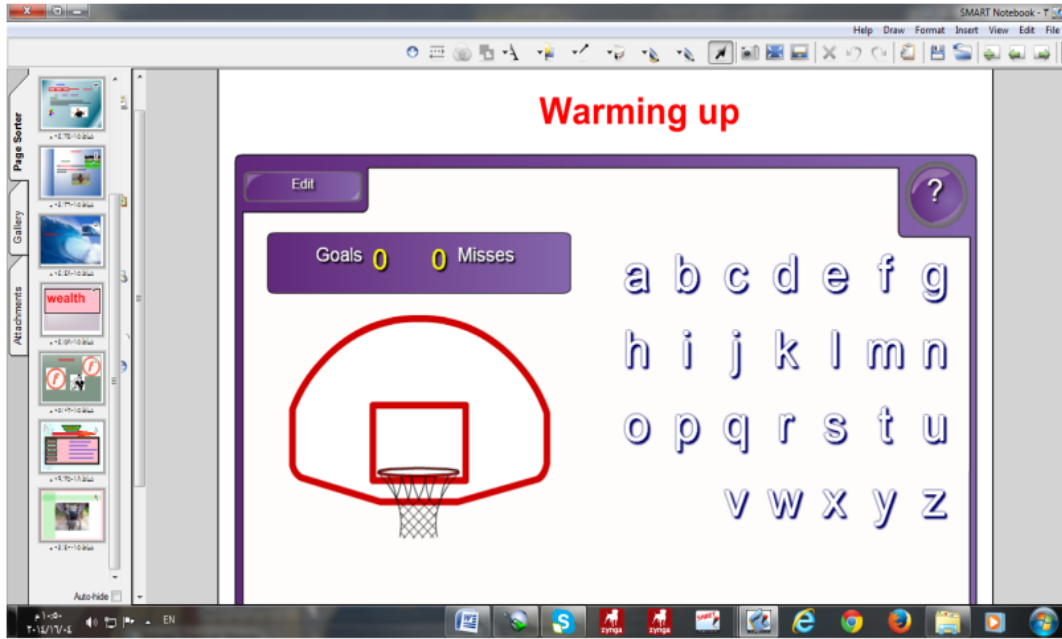 SMART Notebook - ٣
Help Draw Format Insert View Edit File
Page Sorter
Gallery
Attachments
wealth
Auto-hide
Warming up
Edit
?
Goals 0 0 Misses
a b c d e f g
h i j k l m n
o p q r s t u
v w x y z
EN
zynga
zynga